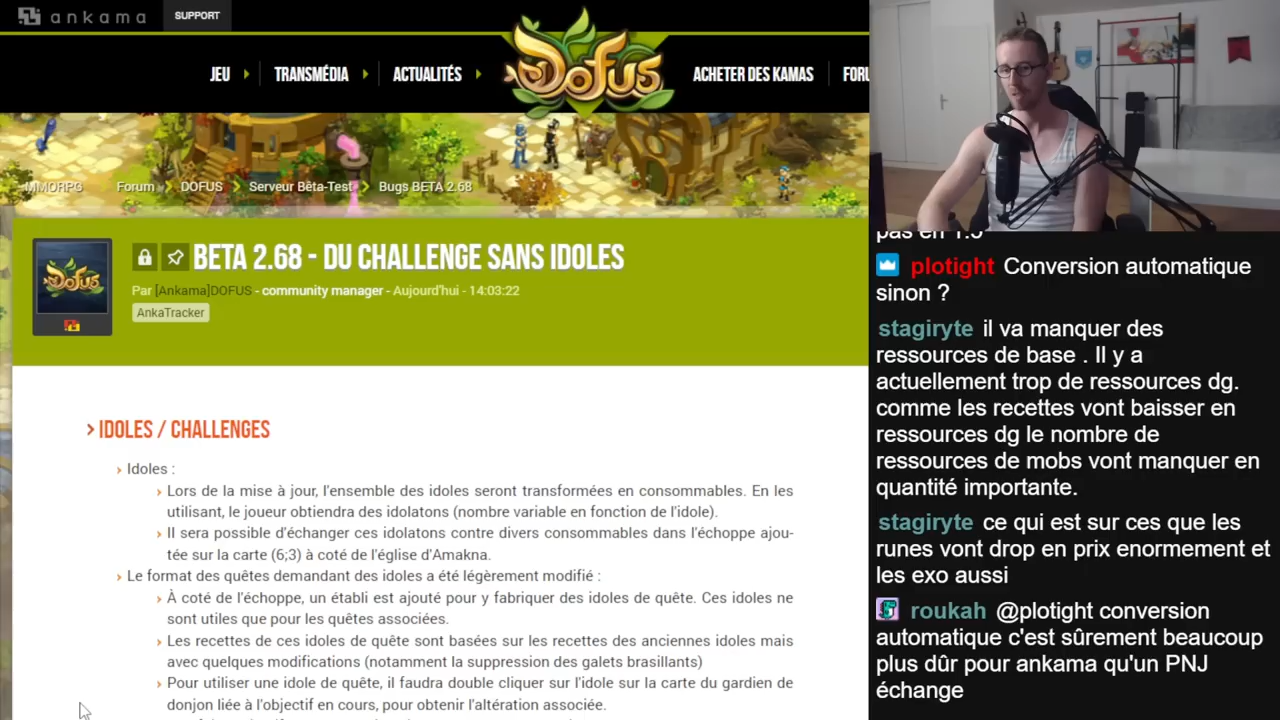 ankama
SUPPORT
JEU
TRANSMÉDIA
ACTUALITÉS
DOFUS
ACHETER DES KAMAS
FORU
MMORPG
Forum
DOFUS
Serveur Bêta-Test
Bugs BETA 2.68
DOFUS
BETA 2.68 - DU CHALLENGE SANS IDOLES
Par [Ankama]DOFUS - community manager - Aujourd'hui - 14:03:22
AnkaTracker
IDOLES / CHALLENGES
Idoles :
Lors de la mise à jour, l'ensemble des idoles seront transformées en consommables. En les
utilisant, le joueur obtiendra des idolatons (nombre variable en fonction de l'idole).
Il sera possible d'échanger ces idolatons contre divers consommables dans l'échoppe ajou-
tée sur la carte (6;3) à coté de l'église d'Amakna.
Le format des quêtes demandant des idoles a été légèrement modifié :
À coté de l'échoppe, un établi est ajouté pour y fabriquer des idoles de quête. Ces idoles ne
sont utiles que pour les quêtes associées.
Les recettes de ces idoles de quête sont basées sur les recettes des anciennes idoles mais
avec quelques modifications (notamment la suppression des galets brasillants)
Pour utiliser une idole de quête, il faudra double cliquer sur l'idole sur la carte du gardien de
donjon liée à l'objectif en cours, pour obtenir l'altération associée.
plotight Conversion automatique
sinon ?
stagiryte il va manquer des
ressources de base . Il y a
actuellement trop de ressources dg.
comme les recettes vont baisser en
ressources dg le nombre de
ressources de mobs vont manquer en
quantité importante.
stagiryte ce qui est sur ces que les
runes vont drop en prix enormement et
les exo aussi
roukah @plotight conversion
automatique c'est sûrement beaucoup
plus dûr pour ankama qu'un PNJ
échange